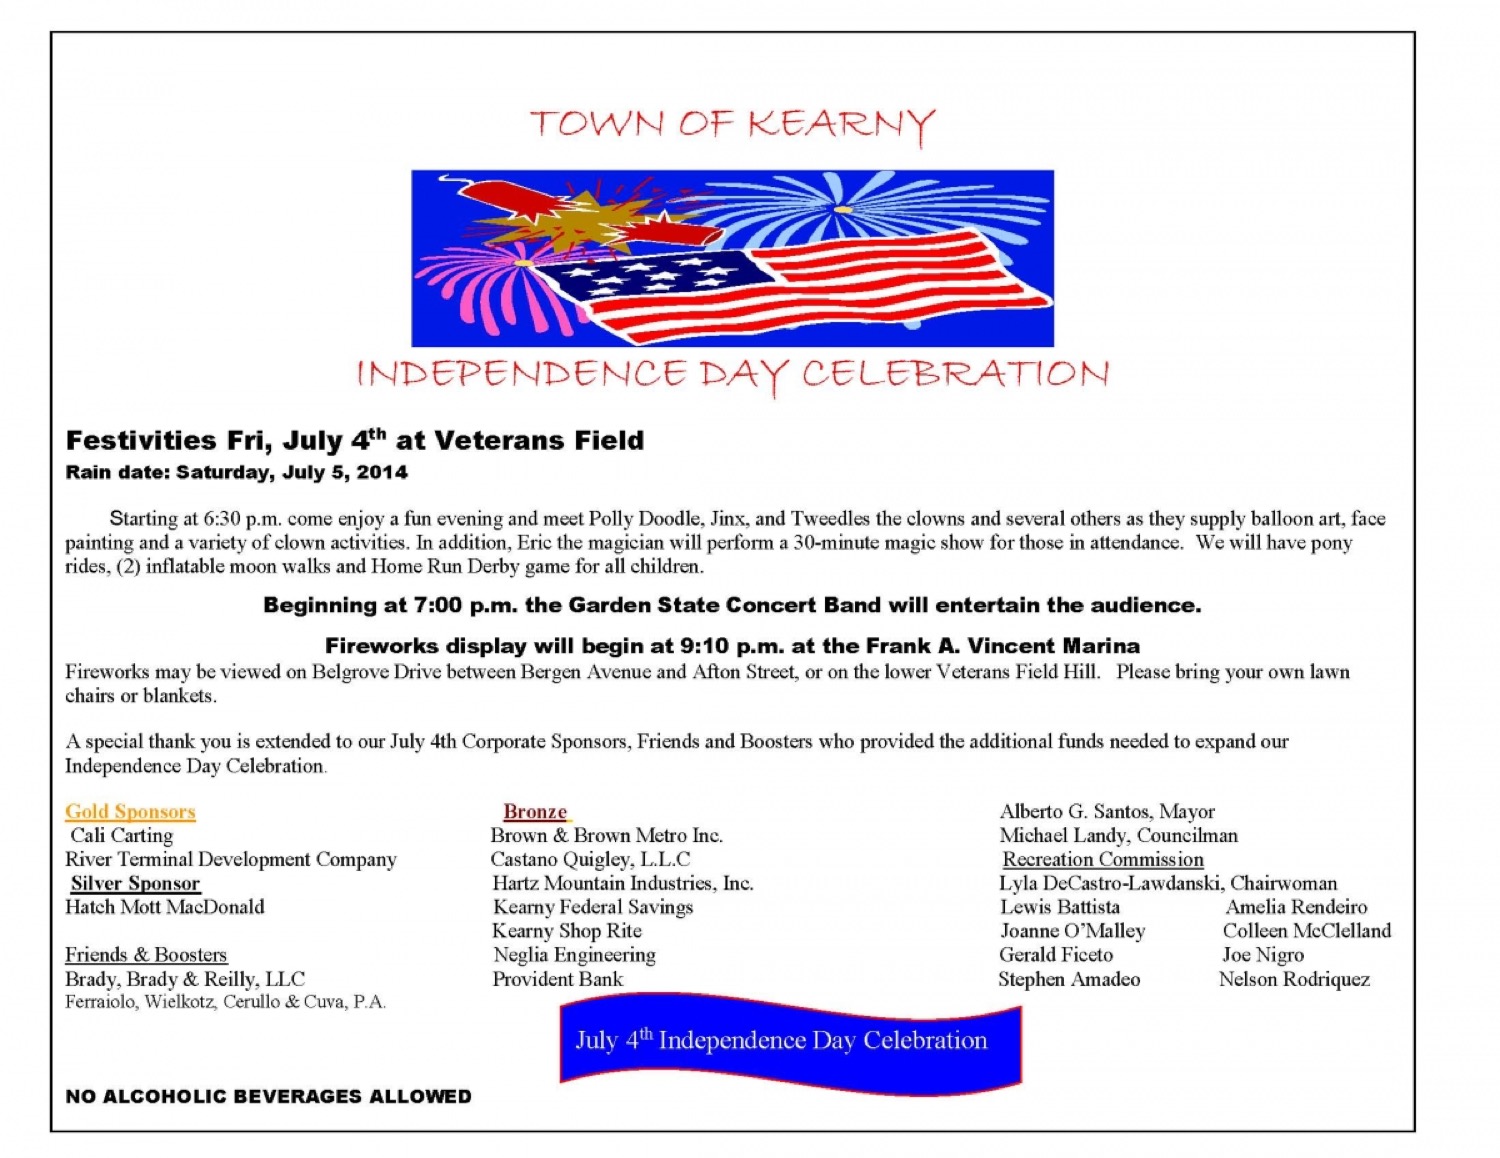 TOWN OF KEARNY
INDEPENDENCE DAY CELEBRATION
Festivities Fri, July 4th at Veterans Field
Rain date: Saturday, July 5, 2014
Starting at 6:30 p.m. come enjoy a fun evening and meet Polly Doodle, Jinx, and Tweedles the clowns and several others as they supply balloon art, face
painting and a variety of clown activities. In addition, Eric the magician will perform a 30-minute magic show for those in attendance. We will have pony
rides, (2) inflatable moon walks and Home Run Derby game for all children.
Beginning at 7:00 p.m. the Garden State Concert Band will entertain the audience.
Fireworks display will begin at 9:10 p.m. at the Frank A. Vincent Marina
Fireworks may be viewed on Belgrove Drive between Bergen Avenue and Afton Street, or on the lower Veterans Field Hill. Please bring your own lawn
chairs or blankets.
A special thank you is extended to our July 4th Corporate Sponsors, Friends and Boosters who provided the additional funds needed to expand our
Independence Day Celebration.
Gold Sponsors
Cali Carting
River Terminal Development Company
Silver Sponsor
Hatch Mott MacDonald
Friends & Boosters
Brady, Brady & Reilly, LLC
Ferraiolo, Wielkotz, Cerullo & Cuva, P.A.
Bronze
Brown & Brown Metro Inc.
Castano Quigley, L.L.C
Hartz Mountain Industries, Inc.
Kearny Federal Savings
Kearny Shop Rite
Neglia Engineering
Provident Bank
Alberto G. Santos, Mayor
Michael Landy, Councilman
Recreation Commission
Lyla DeCastro-Lawdanski, Chairwoman
Lewis Battista Amelia Rendeiro
Joanne O'Malley Colleen McClelland
Gerald Ficeto Joe Nigro
Stephen Amadeo Nelson Rodriquez
July 4th Independence Day Celebration
NO ALCOHOLIC BEVERAGES ALLOWED